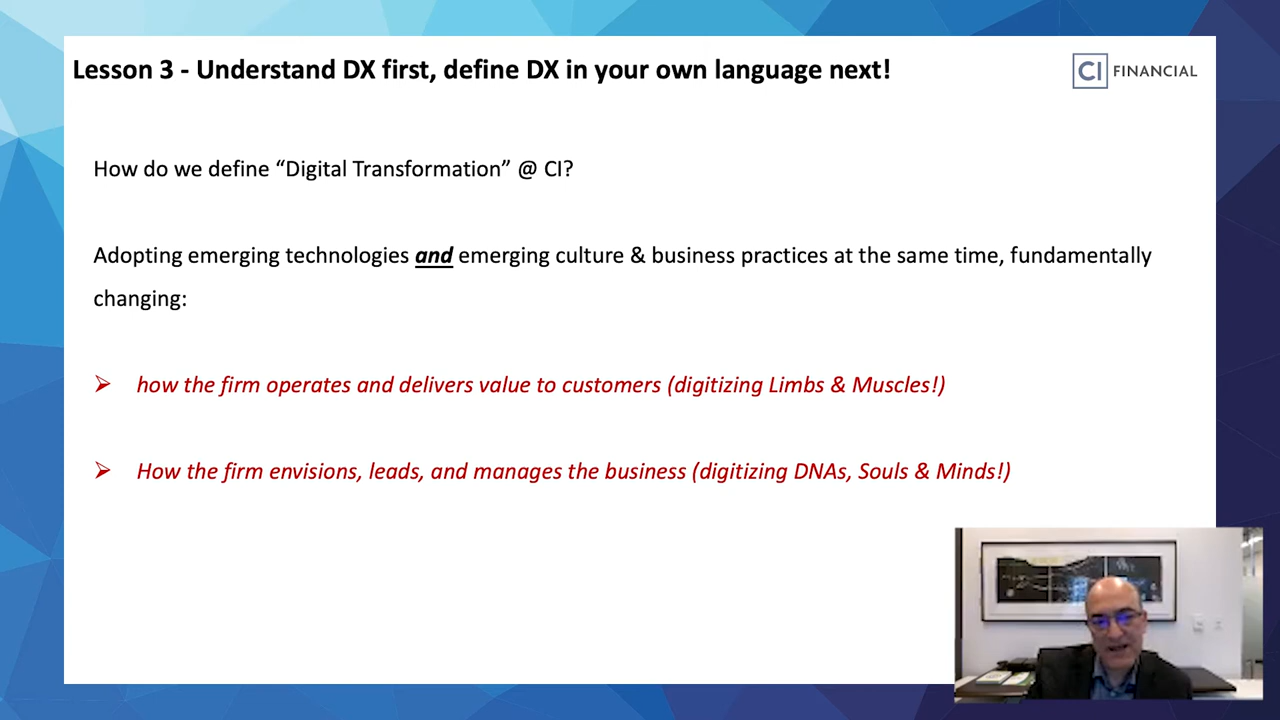 Lesson 3 - Understand DX first, define DX in your own language next!
CI FINANCIAL
How do we define “Digital Transformation” @ CI?
Adopting emerging technologies and emerging culture & business practices at the same time, fundamentally
changing:
➢ how the firm operates and delivers value to customers (digitizing Limbs & Muscles!)
➢ How the firm envisions, leads, and manages the business (digitizing DNAs, Souls & Minds!)